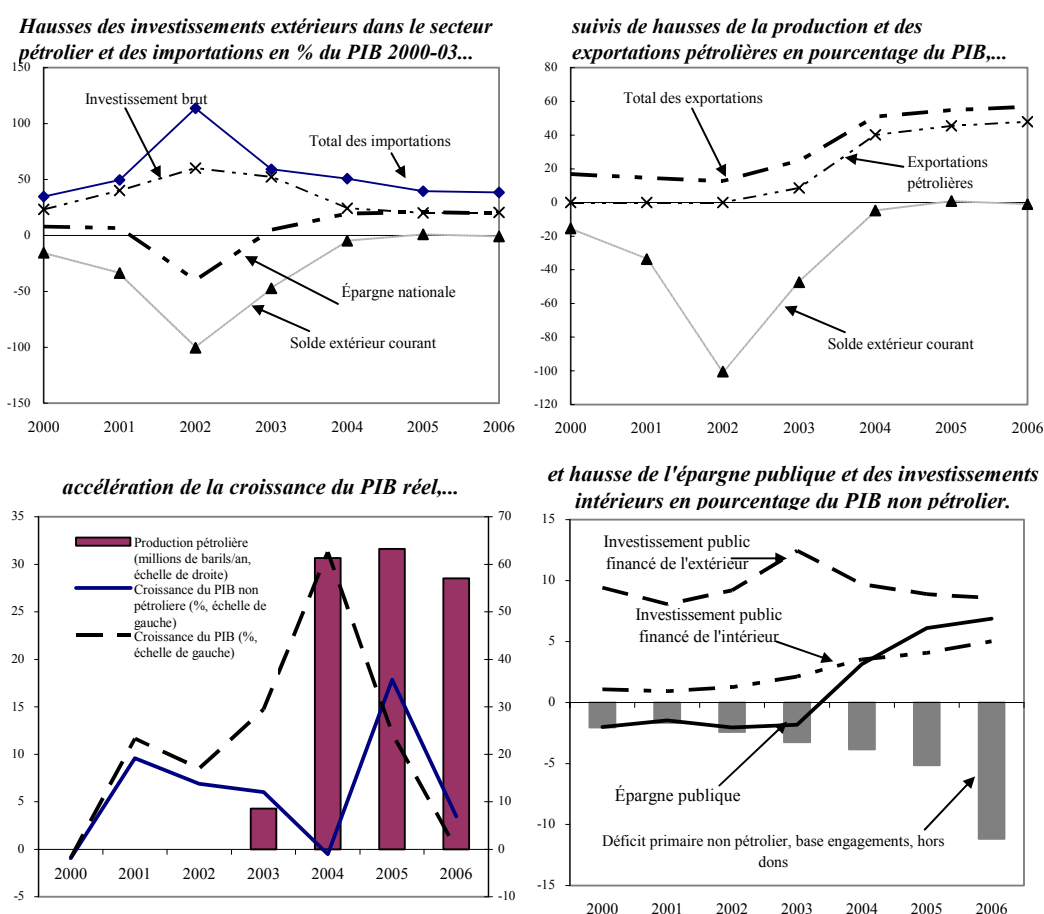 Hausses des investissements extérieurs dans le secteur
pétrolier et des importations en % du PIB 2000-03...
150
100
50
0
-50
-100
-150
Investissement brut
Total des importations
Épargne nationale
Solde extérieur courant
2000 2001 2002 2003 2004 2005 2006
suivis de hausses de la production et des
exportations pétrolières en pourcentage du PIB,...
80
60
40
20
0
-20
-40
-60
-80
-100
-120
Total des exportations
Exportations
pétrolières
Solde extérieur courant
2000 2001 2002 2003 2004 2005 2006
accélération de la croissance du PIB réel,...
35
30
25
20
15
10
5
0
-5
Production pétrolière
(millions de barils/an,
échelle de droite)
Croissance du PIB non
pétroliere (%, échelle de
gauche)
Croissance du PIB (%,
échelle de gauche)
70
60
50
40
30
20
10
0
-10
2000 2001 2002 2003 2004 2005 2006
et hausse de l'épargne publique et des investissements
intérieurs en pourcentage du PIB non pétrolier.
15
10
5
0
-5
-10
-15
Investissement public
financé de l'extérieur
Investissement public
financé de l'intérieur
Épargne publique
Déficit primaire non pétrolier, base engagements, hors
dons
2000 2001 2002 2003 2004 2005 2006